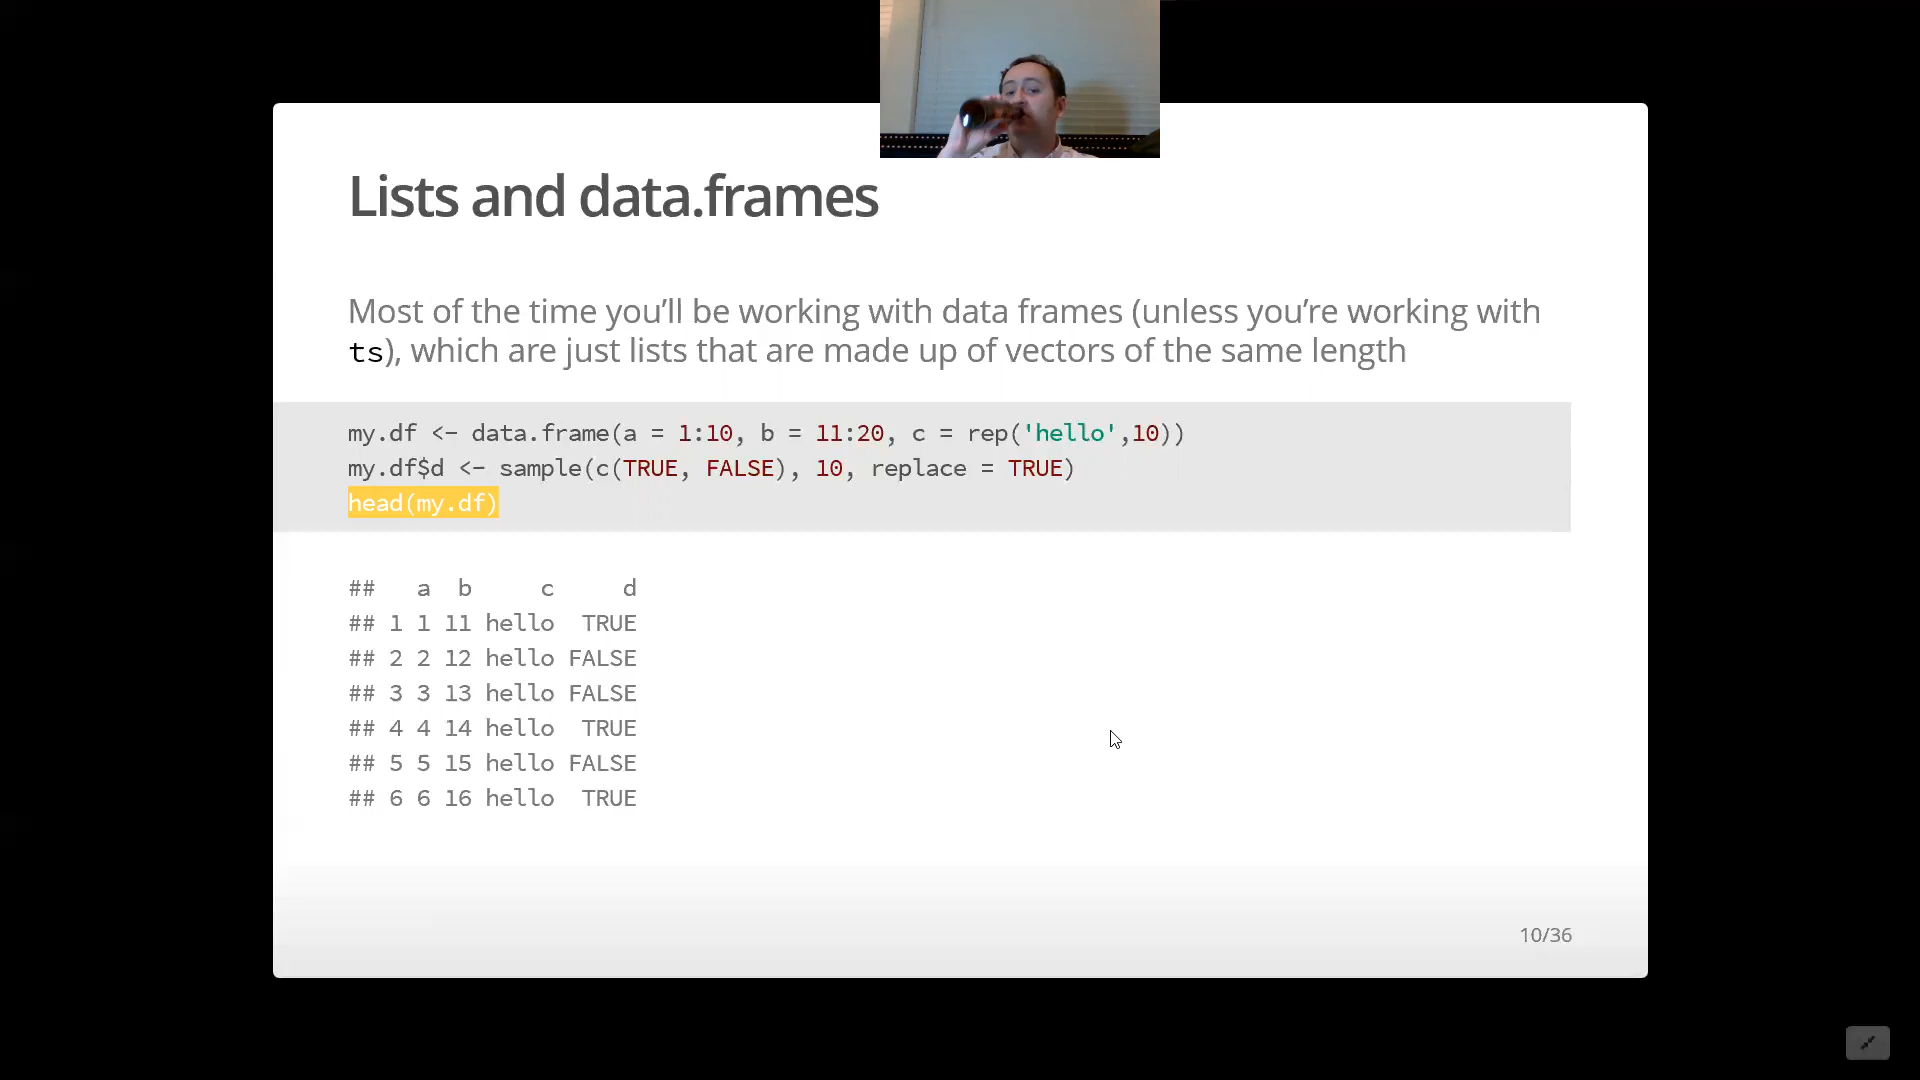 Lists and data.frames
Most of the time you’ll be working with data frames (unless you’re working with
ts), which are just lists that are made up of vectors of the same length
my.df <- data.frame(a = 1:10, b = 11:20, c = rep('hello',10))
my.df$d <- sample(c(TRUE, FALSE), 10, replace = TRUE)
head(my.df)
##   a  b     c     d
## 1 1 11 hello  TRUE
## 2 2 12 hello FALSE
## 3 3 13 hello FALSE
## 4 4 14 hello  TRUE
## 5 5 15 hello FALSE
## 6 6 16 hello  TRUE
10/36